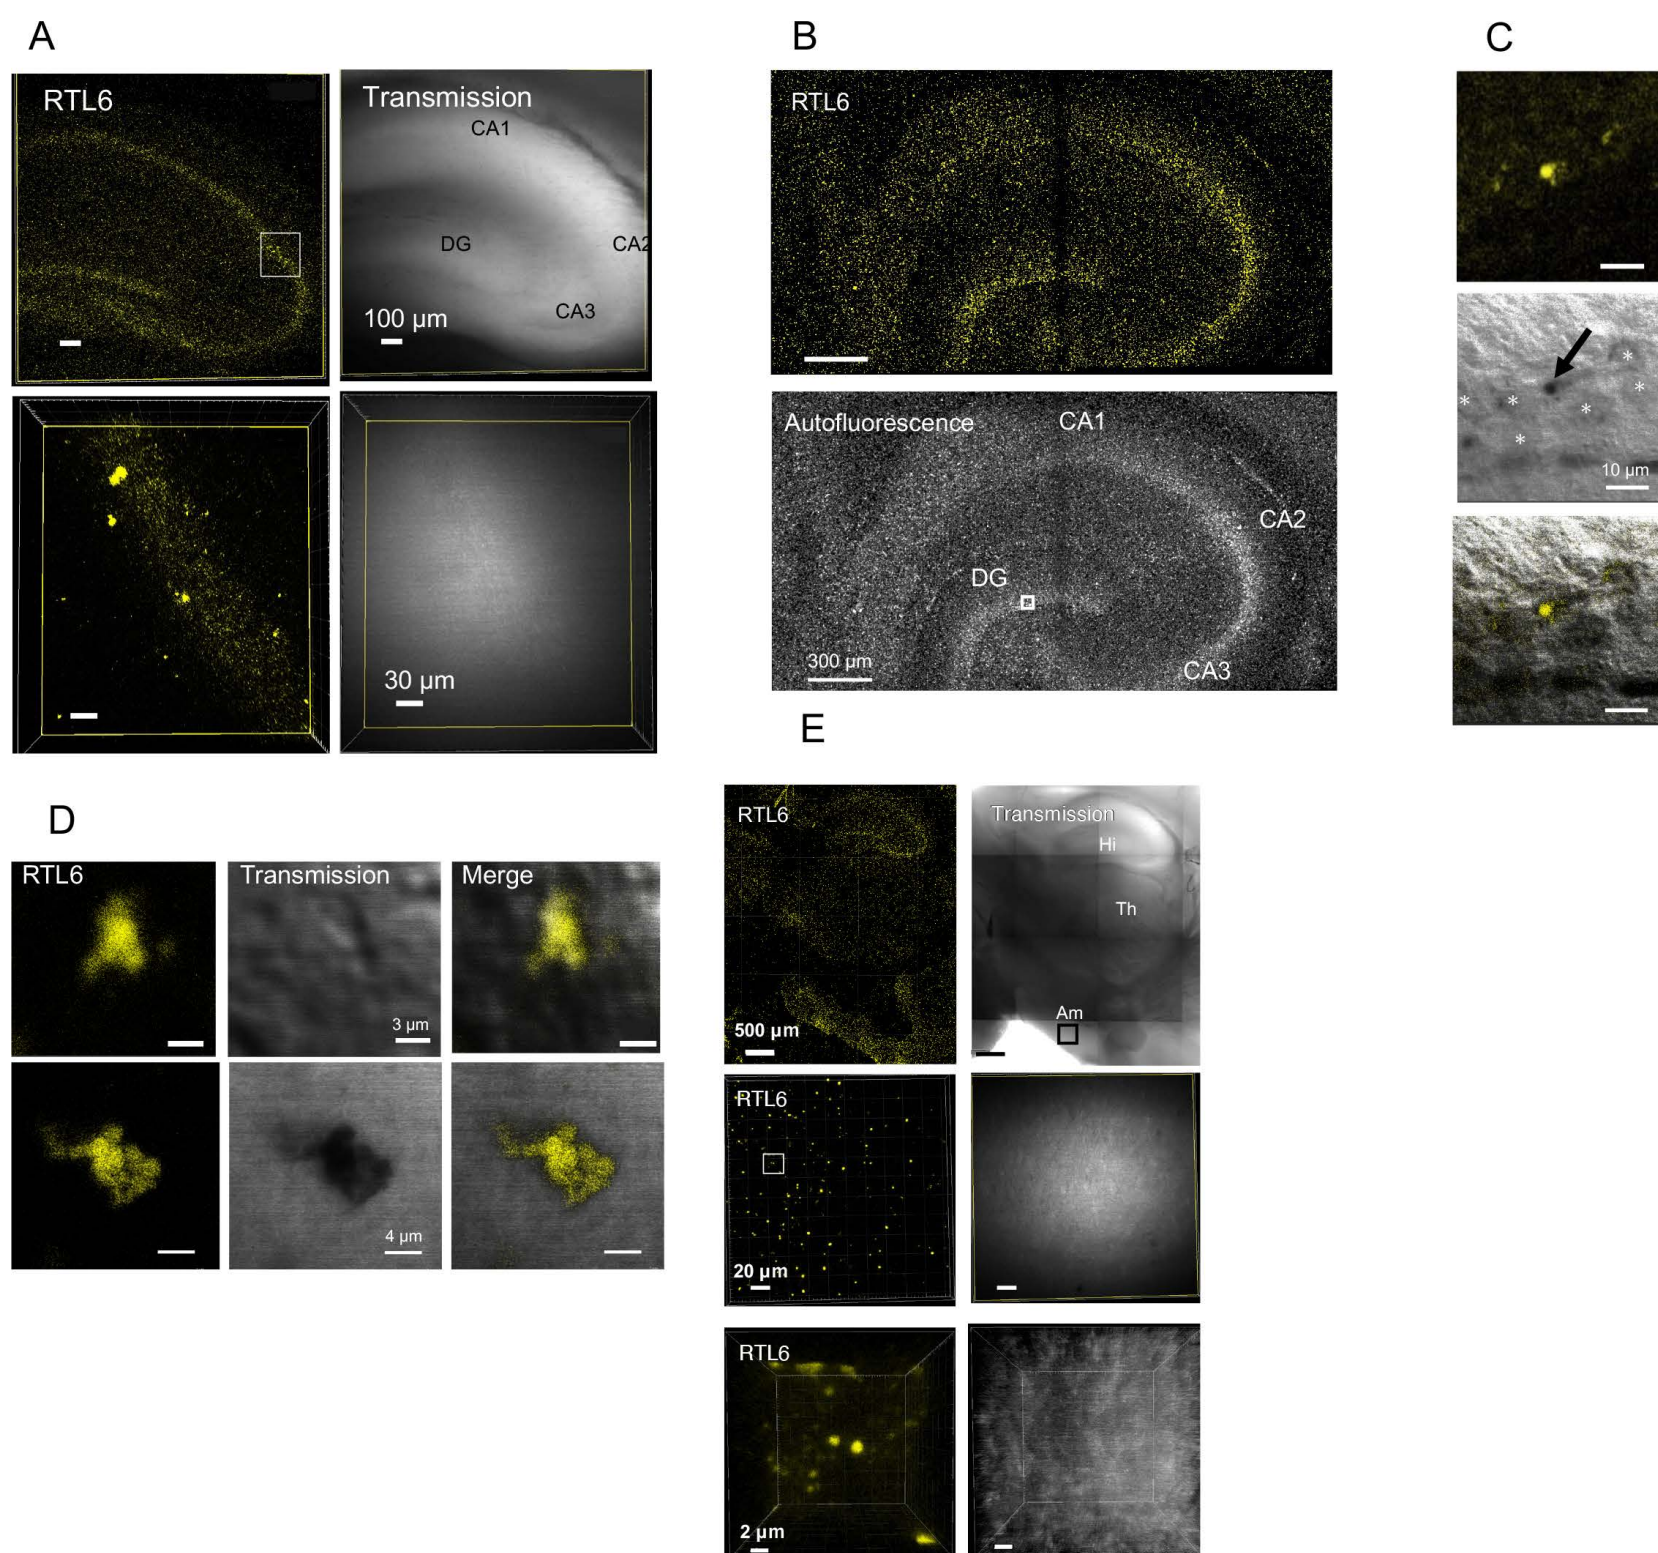 A
RTL6
Transmission
CA1
DG
CA2
CA3
100 µm
30 µm
B
RTL6
Autofluorescence
CA1
CA2
DG
300 µm
CA3
C
*
*
*
*
*
*
10 µm
D
RTL6
Transmission
Merge
3 µm
4 µm
E
RTL6
Transmission
Hi
Th
Am
500 µm
RTL6
20 µm
RTL6
2 µm